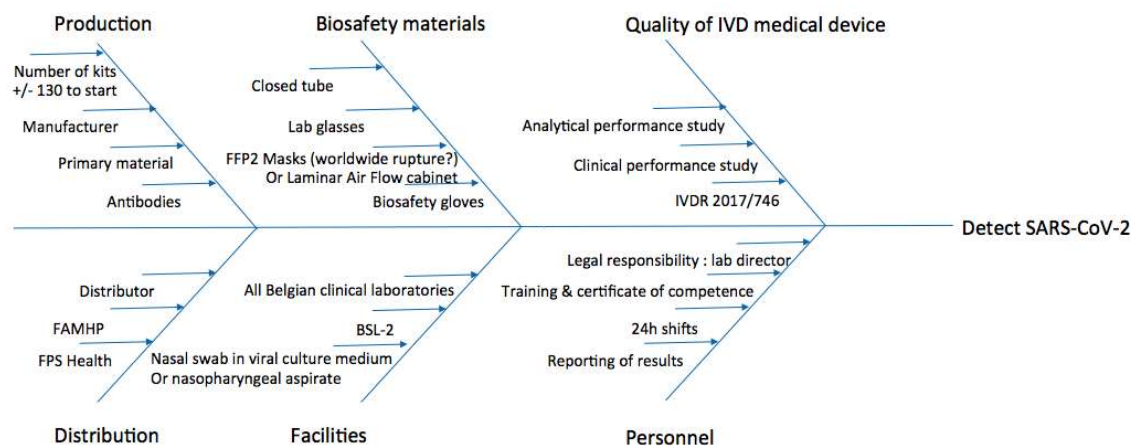 Production
Biosafety materials
Quality of IVD medical device
Number of kits
+/- 130 to start
Manufacturer
Primary material
Antibodies
Closed tube
Lab glasses
FFP2 Masks (worldwide rupture?)
Or Laminar Air Flow cabinet
Biosafety gloves
Analytical performance study
Clinical performance study
IVDR 2017/746
Detect SARS-CoV-2
Distributor
FAMHP
FPS Health
All Belgian clinical laboratories
BSL-2
Nasal swab in viral culture medium
Or nasopharyngeal aspirate
Legal responsibility : lab director
Training & certificate of competence
24h shifts
Reporting of results
Distribution
Facilities
Personnel